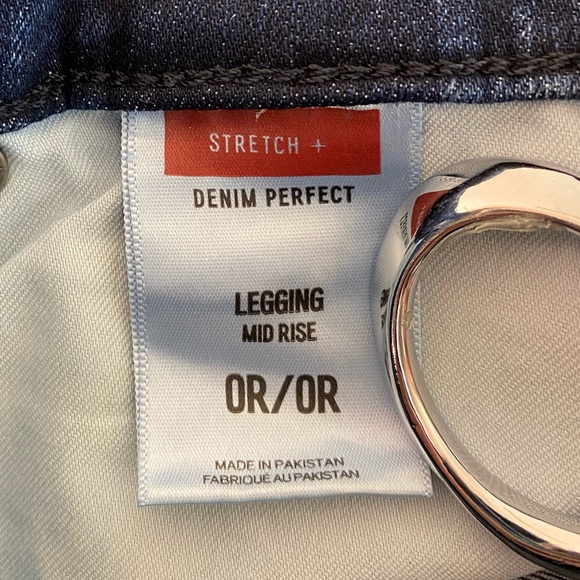 STRETCH +
DENIM PERFECT
LEGGING
MID RISE
0R/0R
MADE IN PAKISTAN
FABRIQUÉ AU PAKISTAN